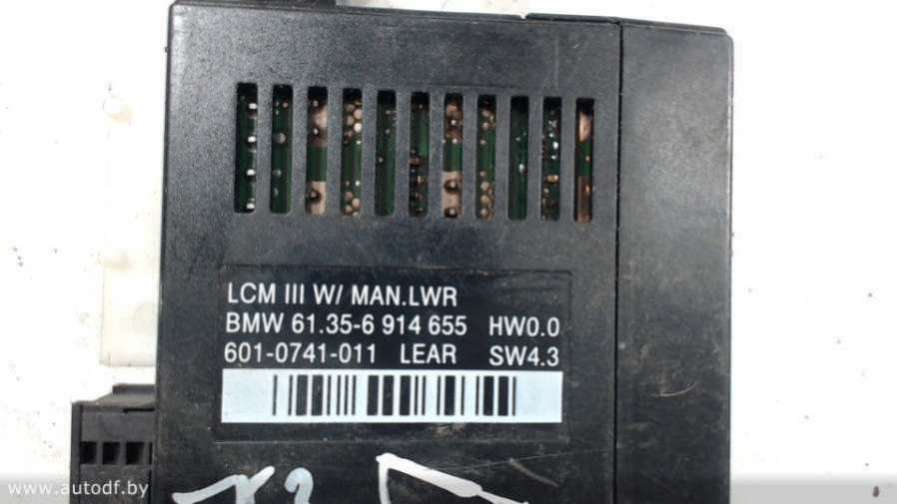 LCM III W/ MAN.LWR
BMW 61.35-6 914 655 HW0.0
601-0741-011 LEAR SW4.3
www.autodf.by